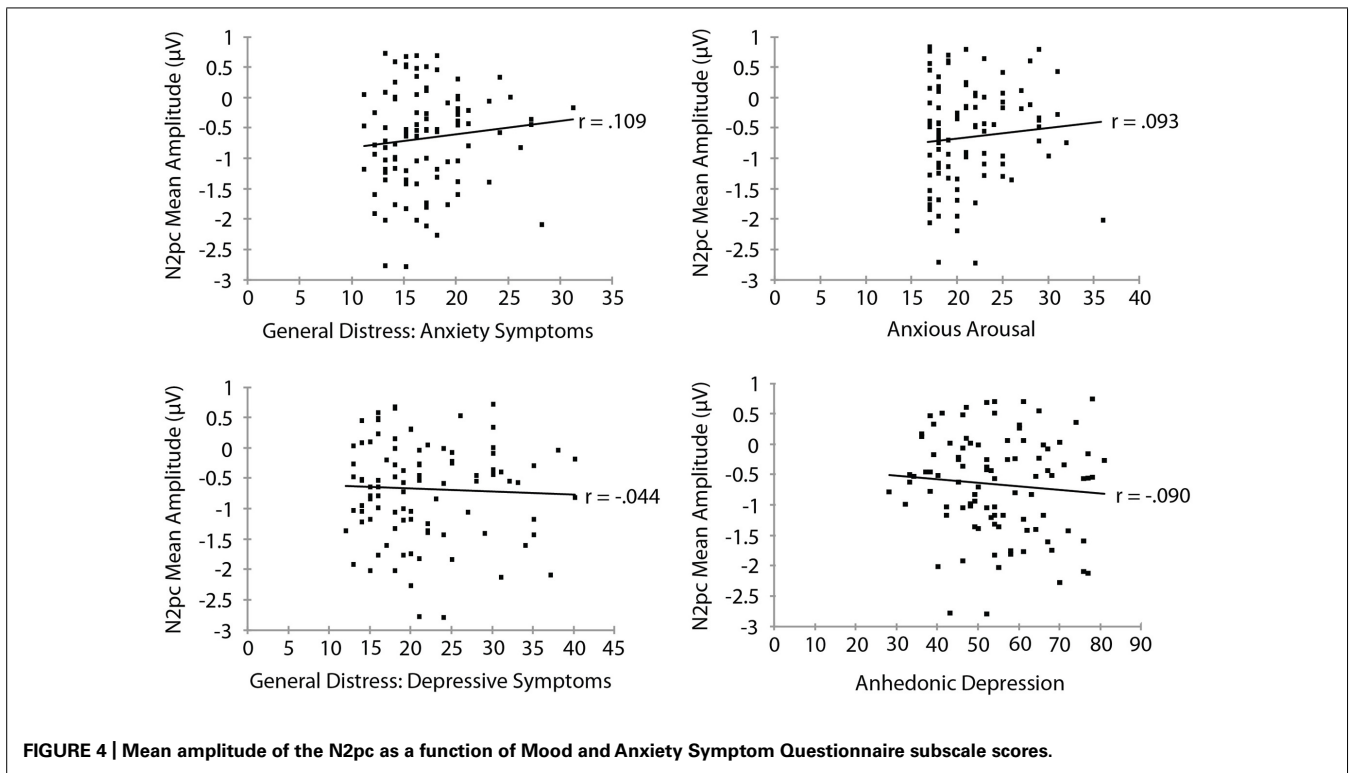 N2pc Mean Amplitude (µV)
1
0.5
0
-0.5
-1
-1.5
-2
-2.5
-3
0 5 10 15 20 25 30 35
r = .109
General Distress: Anxiety Symptoms
N2pc Mean Amplitude (µV)
1
0.5
0
-0.5
-1
-1.5
-2
-2.5
-3
0 5 10 15 20 25 30 35 40
r = .093
Anxious Arousal
N2pc Mean Amplitude (µV)
1
0.5
0
-0.5
-1
-1.5
-2
-2.5
-3
0 5 10 15 20 25 30 35 40 45
r = -.044
General Distress: Depressive Symptoms
N2pc Mean Amplitude (µV)
1
0.5
0
-0.5
-1
-1.5
-2
-2.5
-3
0 10 20 30 40 50 60 70 80 90
r = -.090
Anhedonic Depression
FIGURE 4 | Mean amplitude of the N2pc as a function of Mood and Anxiety Symptom Questionnaire subscale scores.